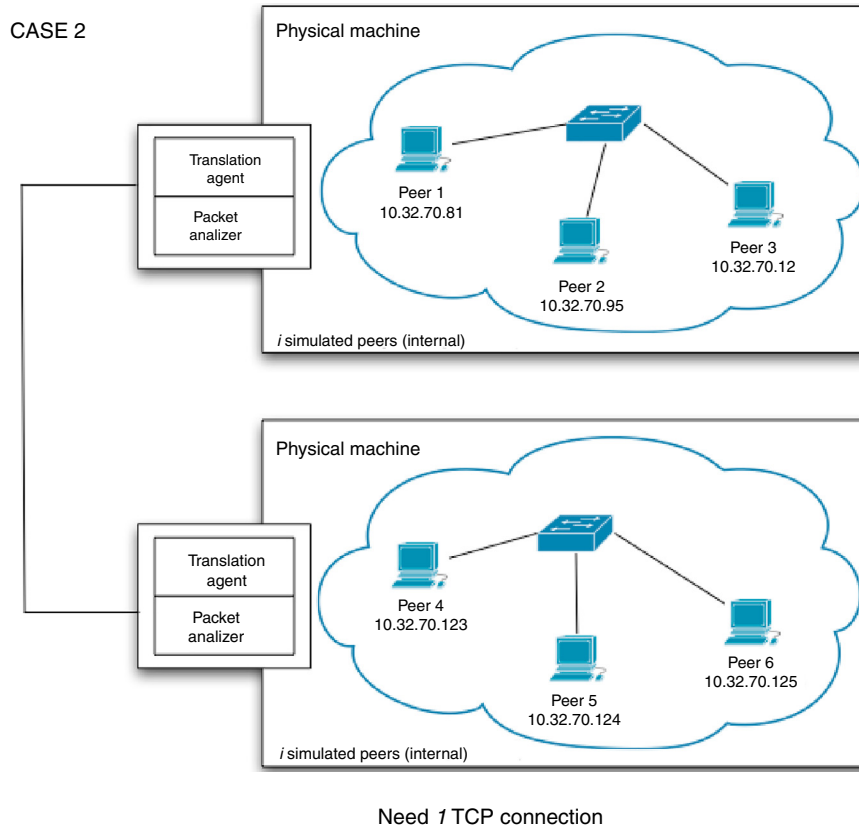 CASE 2
Physical machine
Translation
agent
Packet
analizer
Peer 1
10.32.70.81
Peer 2
10.32.70.95
Peer 3
10.32.70.12
i simulated peers (internal)
Physical machine
Translation
agent
Packet
analizer
Peer 4
10.32.70.123
Peer 5
10.32.70.124
Peer 6
10.32.70.125
i simulated peers (internal)
Need 1 TCP connection